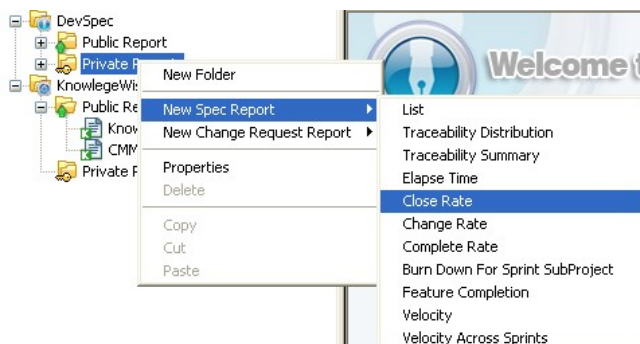 DevSpec
Public Report
Private
KnowlegeWis
Public Re
Know
CMM
Private
New Folder
New Spec Report
New Change Request Report
Properties
Delete
Copy
Cut
Paste
Welcome t
List
Traceability Distribution
Traceability Summary
Elapse Time
Close Rate
Change Rate
Complete Rate
Burn Down For Sprint SubProject
Feature Completion
Velocity
Velocity Across Sprints